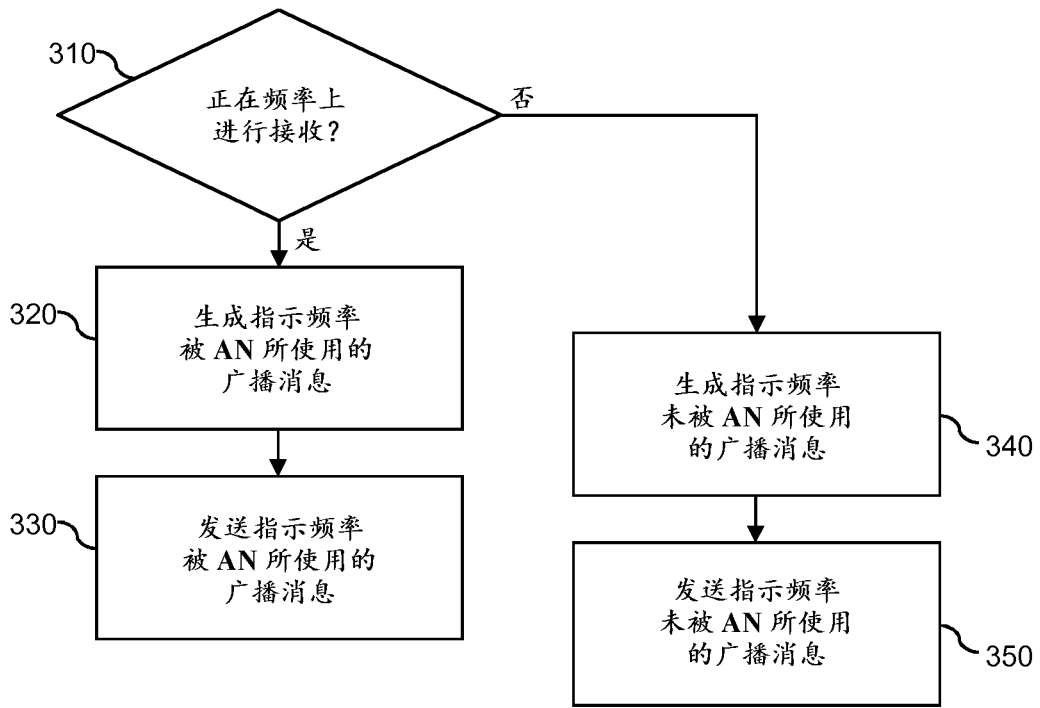 310
正在频率上
进行接收?
否
是
320
生成指示频率
被 AN 所使用的
广播消息
330
发送指示频率
被 AN 所使用的
广播消息
生成指示频率
未被 AN 所使用
的广播消息
340
发送指示频率
未被 AN 所使用
的广播消息
350